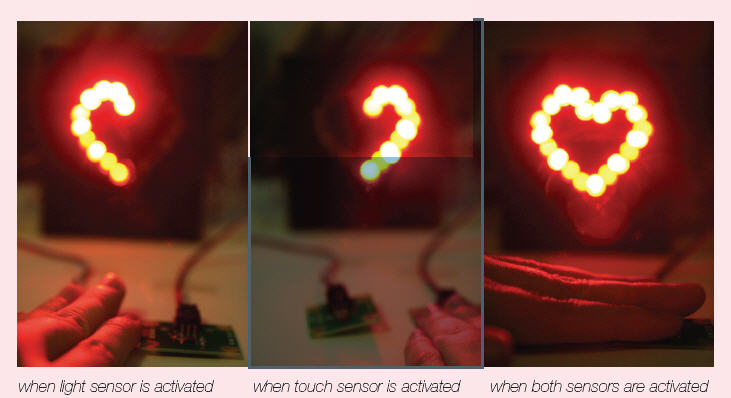 when light sensor is activated
when touch sensor is activated
when both sensors are activated